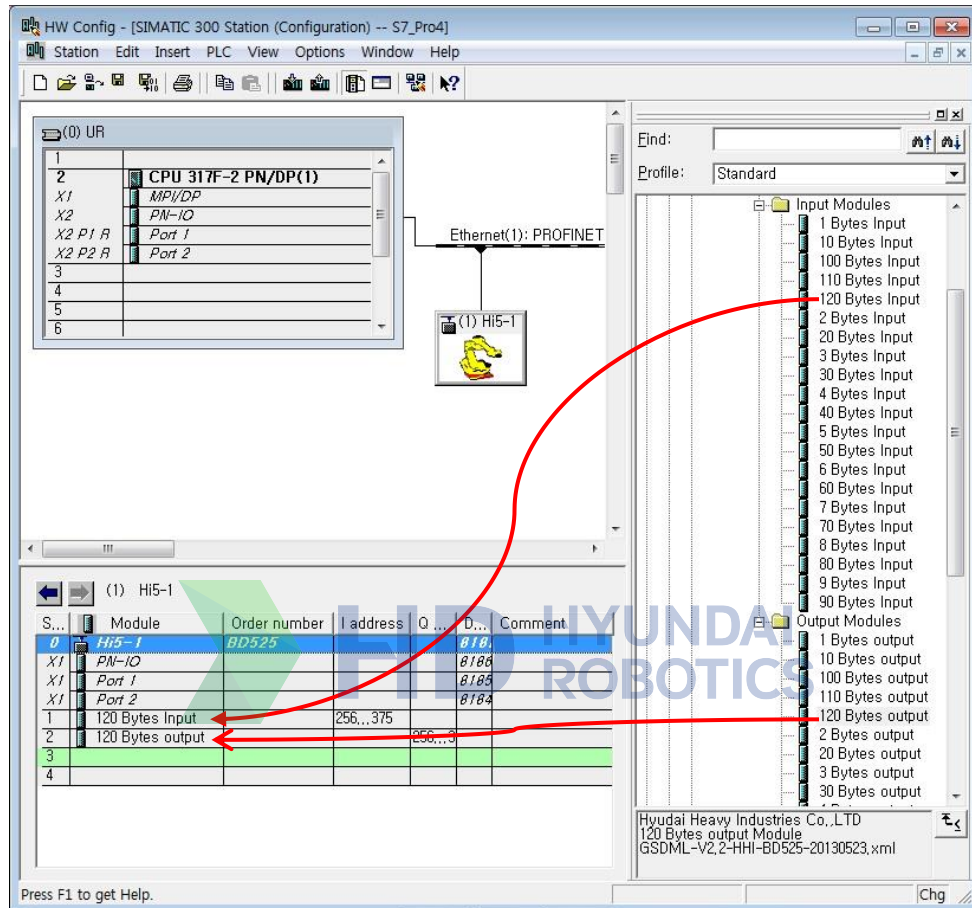 HW Config - [SIMATIC 300 Station (Configuration) -- S7_Pro4]
Station Edit Insert PLC View Options Window Help
(0) UR
1
2 CPU 317F-2 PN/DP(1)
X1 MPI/DP
X2 PN-IO
X2 P1 R Port 1
X2 P2 R Port 2
3
4
5
6
Ethernet(1): PROFINET
(1) Hi5-1
Find:
Profile: Standard
Input Modules
1 Bytes Input
10 Bytes Input
100 Bytes Input
110 Bytes Input
120 Bytes Input
2 Bytes Input
20 Bytes Input
3 Bytes Input
30 Bytes Input
4 Bytes Input
40 Bytes Input
5 Bytes Input
50 Bytes Input
6 Bytes Input
60 Bytes Input
7 Bytes Input
70 Bytes Input
8 Bytes Input
80 Bytes Input
9 Bytes Input
90 Bytes Input
Output Modules
1 Bytes output
10 Bytes output
100 Bytes output
110 Bytes output
120 Bytes output
2 Bytes output
20 Bytes output
3 Bytes output
30 Bytes output
(1) Hi5-1
S... Module Order number I address Q ... D... Comment
0 Hi5-1 BD525
X1 PN-IO 8186
X1 Port 1 8185
X1 Port 2 8184
1 120 Bytes Input 256...375
2 120 Bytes output 256...3
3
4
HD HYUNDAI
ROBOTICS
Hyudai Heavy Industries Co.,LTD
120 Bytes output Module
GSDML-V2.2-HHI-BD525-20130523.xml
Press F1 to get Help.
Chg